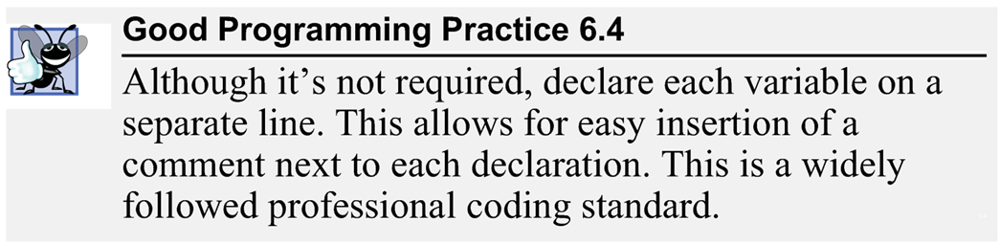 Good Programming Practice 6.4
Although it’s not required, declare each variable on a
separate line. This allows for easy insertion of a
comment next to each declaration. This is a widely
followed professional coding standard.